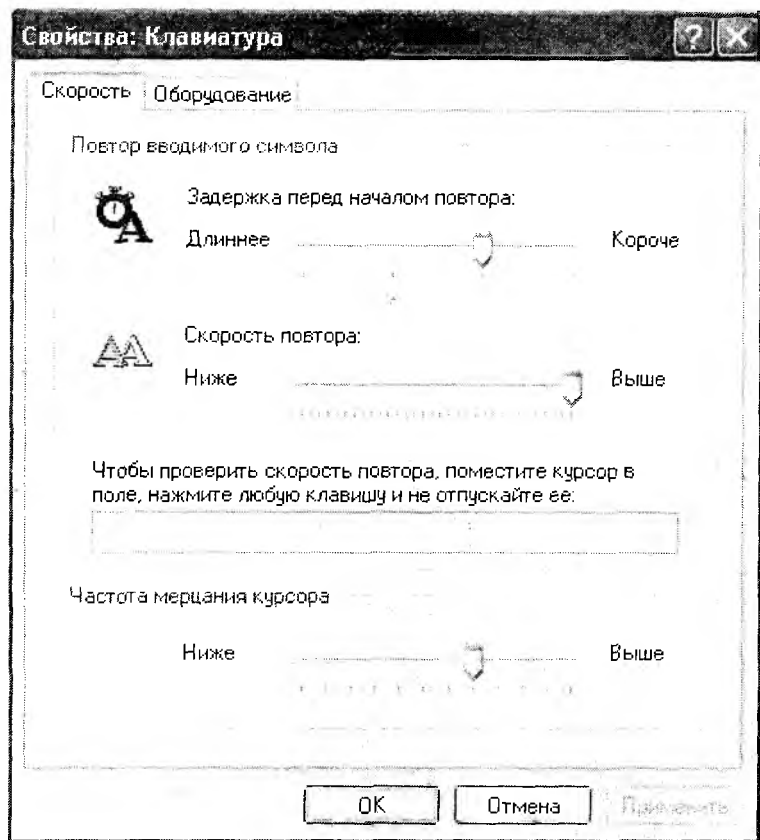 Свойства: Клавиатура
Скорость Оборудование
Повтор вводимого символа
Задержка перед началом повтора:
Длиннее Короче
Скорость повтора:
Ниже Выше
Чтобы проверить скорость повтора, поместите курсор в
поле, нажмите любую клавишу и не отпускайте ее:
Частота мерцания курсора
Ниже Выше
OK Отмена Применить